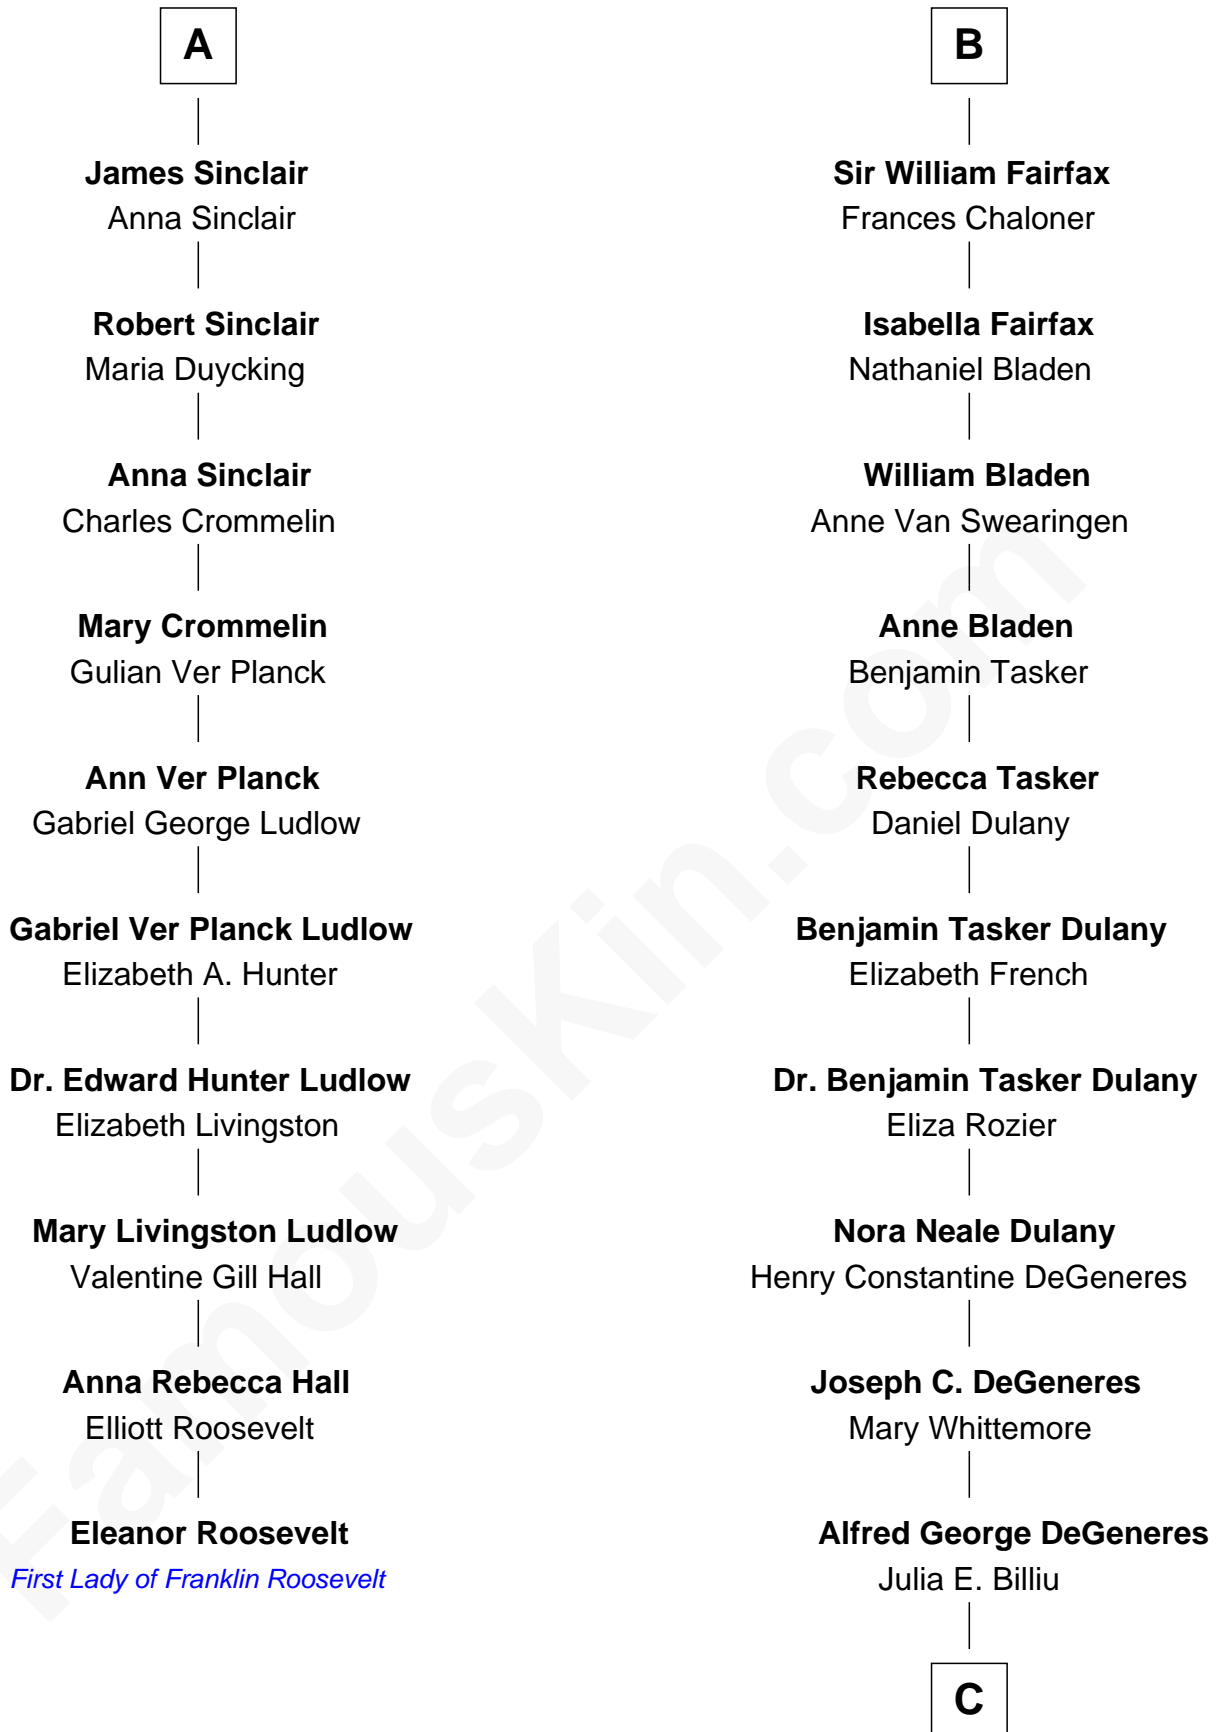 A
James Sinclair
Anna Sinclair
Robert Sinclair
Maria Duycking
Anna Sinclair
Charles Crommelin
Mary Crommelin
Gulian Ver Planck
Ann Ver Planck
Gabriel George Ludlow
Gabriel Ver Planck Ludlow
Elizabeth A. Hunter
Dr. Edward Hunter Ludlow
Elizabeth Livingston
Mary Livingston Ludlow
Valentine Gill Hall
Anna Rebecca Hall
Elliott Roosevelt
Eleanor Roosevelt
First Lady of Franklin Roosevelt
B
Sir William Fairfax
Frances Chaloner
Isabella Fairfax
Nathaniel Bladen
William Bladen
Anne Van Swearingen
Anne Bladen
Benjamin Tasker
Rebecca Tasker
Daniel Dulany
Benjamin Tasker Dulany
Elizabeth French
Dr. Benjamin Tasker Dulany
Eliza Rozier
Nora Neale Dulany
Henry Constantine DeGeneres
Joseph C. DeGeneres
Mary Whittemore
Alfred George DeGeneres
Julia E. Billiu
C
FamousKin.com